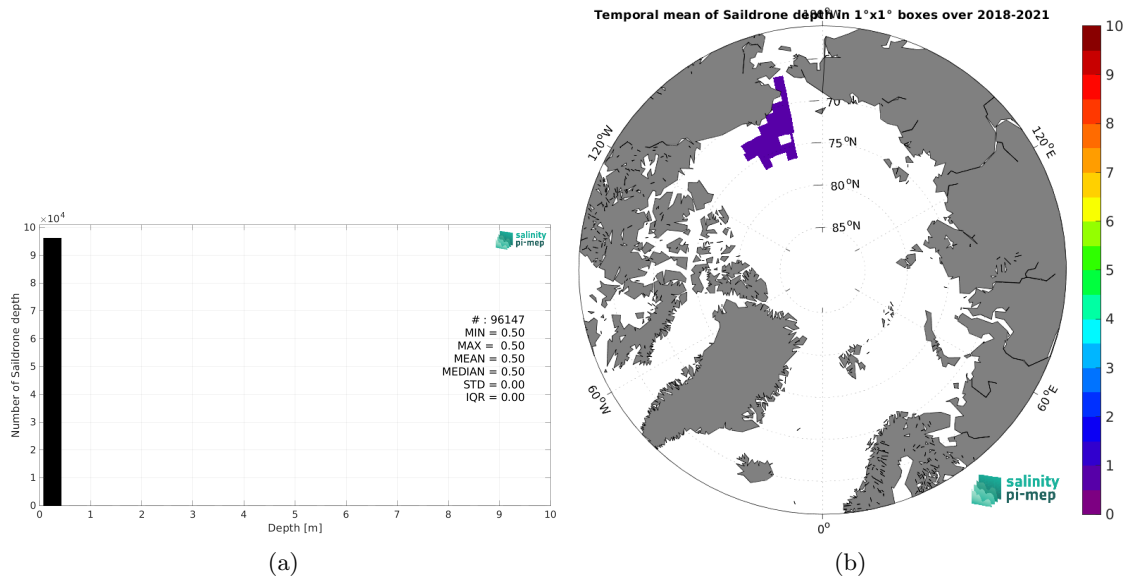 Number of Saildrone depth
×10⁴
10
9
8
7
6
5
4
3
2
1
0
salinity
pi-mep
# : 96147
MIN = 0.50
MAX = 0.50
MEAN = 0.50
MEDIAN = 0.50
STD = 0.00
IQR = 0.00
0 1 2 3 4 5 6 7 8 9 10
Depth [m]
(a)
Temporal mean of Saildrone depth in 1°x1° boxes over 2018-2021
180°W
120°W
120°E
70°N
75°N
80°N
85°N
60°W
60°E
0°
salinity
pi-mep
10
9
8
7
6
5
4
3
2
1
0
(b)